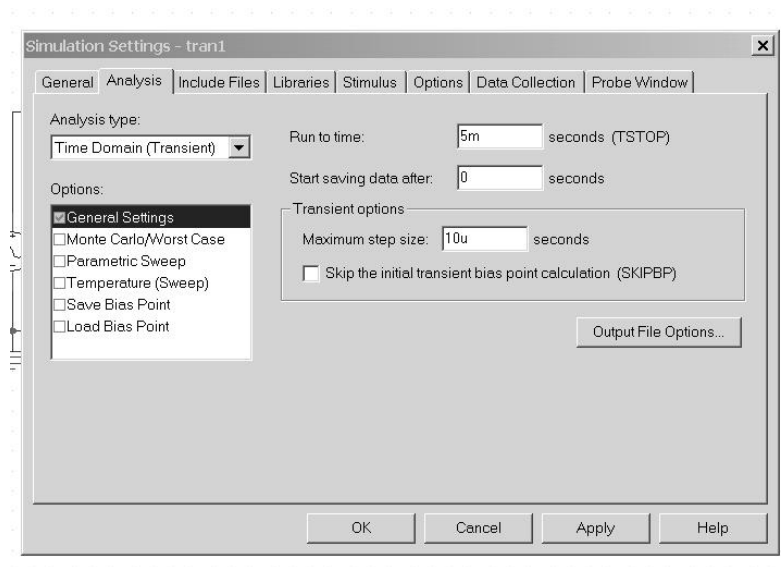 Simulation Settings - tran1
General Analysis Include Files Libraries Stimulus Options Data Collection Probe Window
Analysis type:
Time Domain (Transient)
Options:
General Settings
Monte Carlo/Worst Case
Parametric Sweep
Temperature (Sweep)
Save Bias Point
Load Bias Point
Run to time: 5m seconds (TSTOP)
Start saving data after: 0 seconds
Transient options
Maximum step size: 10u seconds
Skip the initial transient bias point calculation (SKIPBP)
Output File Options...
OK Cancel Apply Help